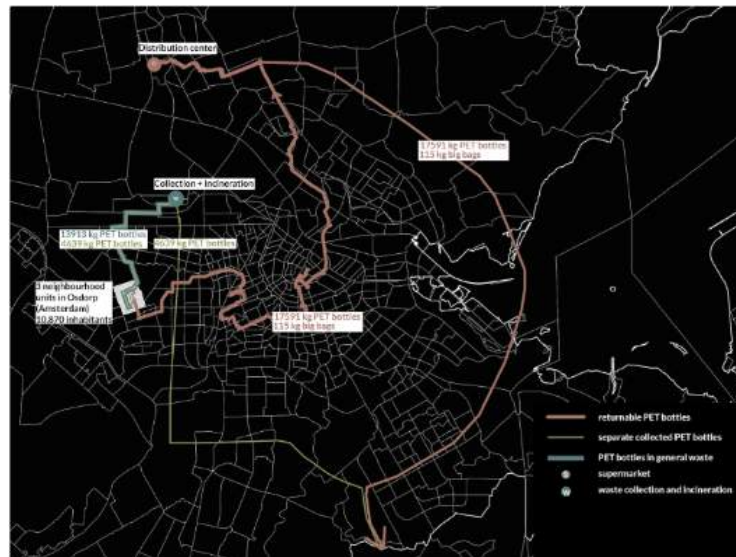 Distribution center
17591 kg PET bottles
115 kg big bags
Collection + incineration
13913 kg PET bottles
4639 kg PET bottles
4639 kg PET bottles
3 neighbourhood
units in Osdorp
(Amsterdam)
10.870 inhabitants
17591 kg PET bottles
115 kg big bags
returnable PET bottles
separate collected PET bottles
PET bottles in general waste
S
supermarket
W
waste collection and incineration